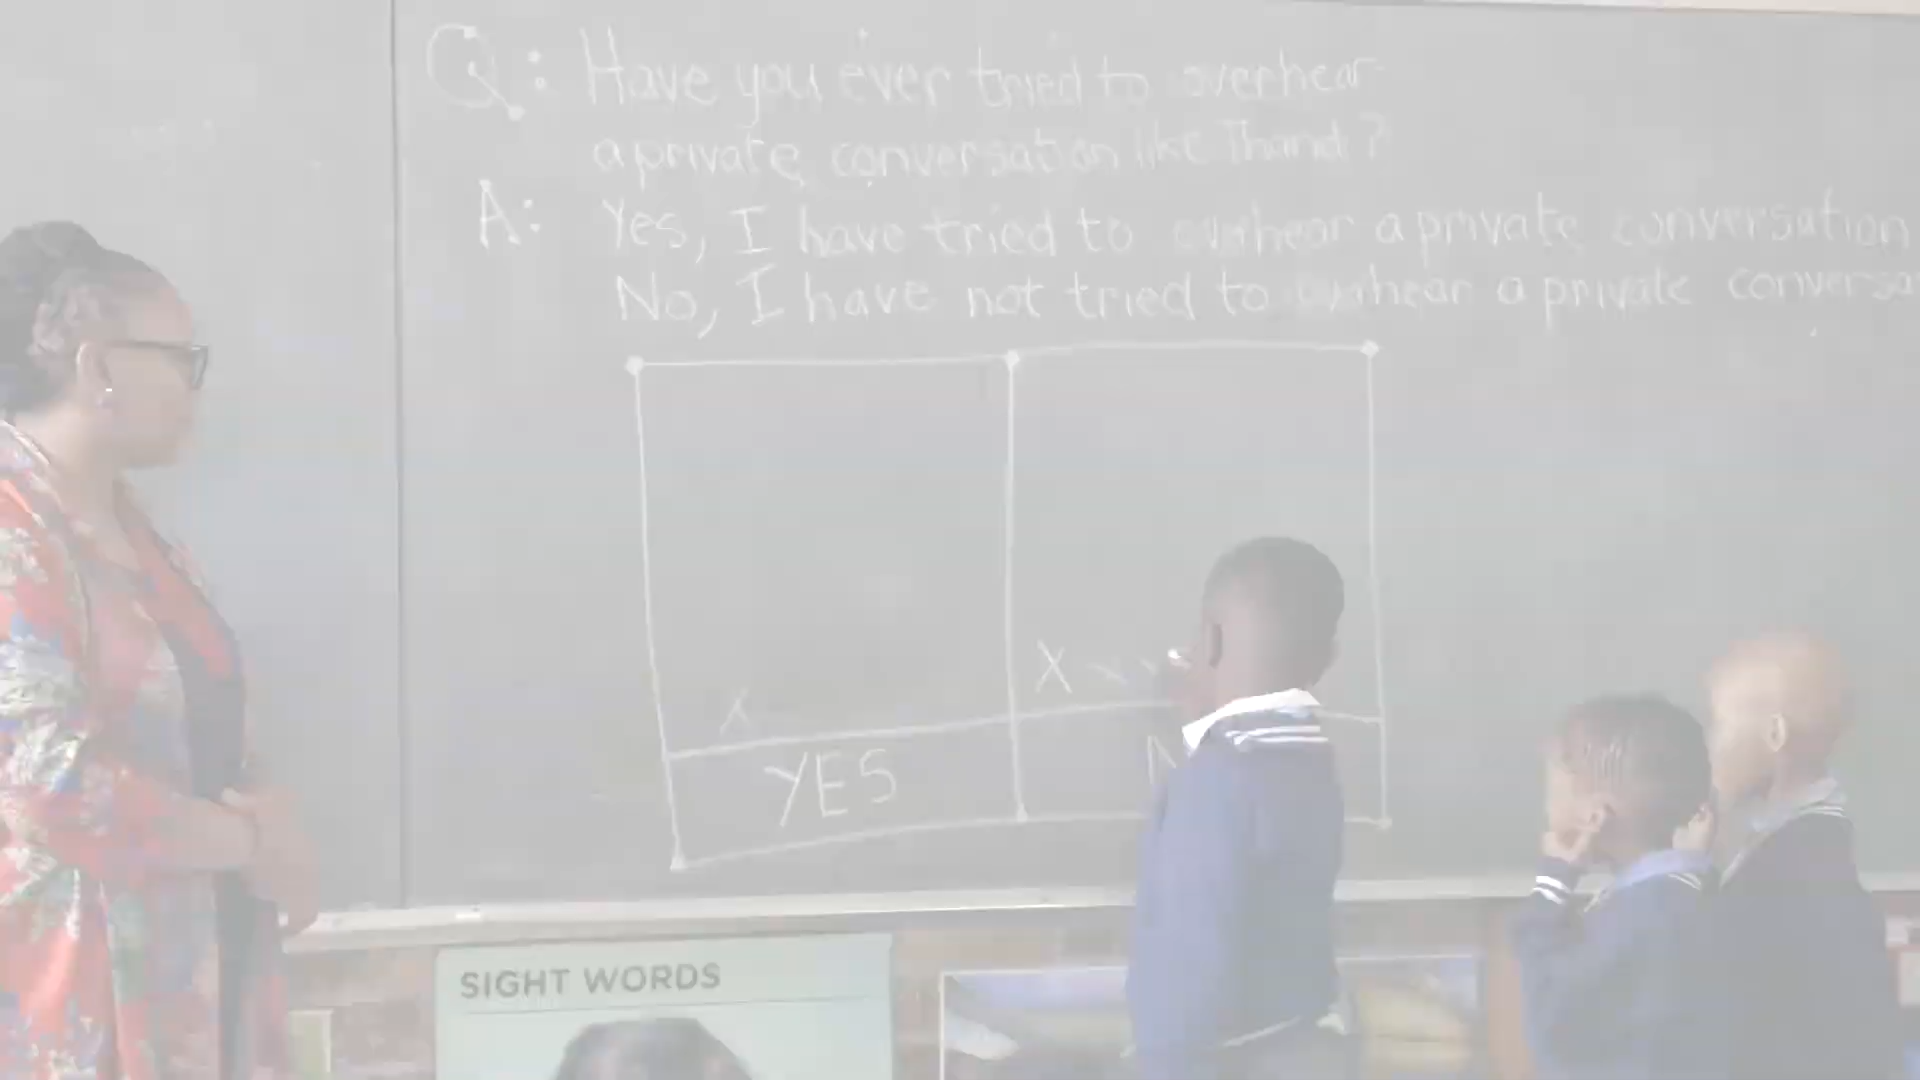 Q: Have you ever tried to overhear
a private conversation like Thandi?
A: Yes, I have tried to overhear a private conversation
No, I have not tried to overhear a private conversa
X
X x x
YES
N
SIGHT WORDS